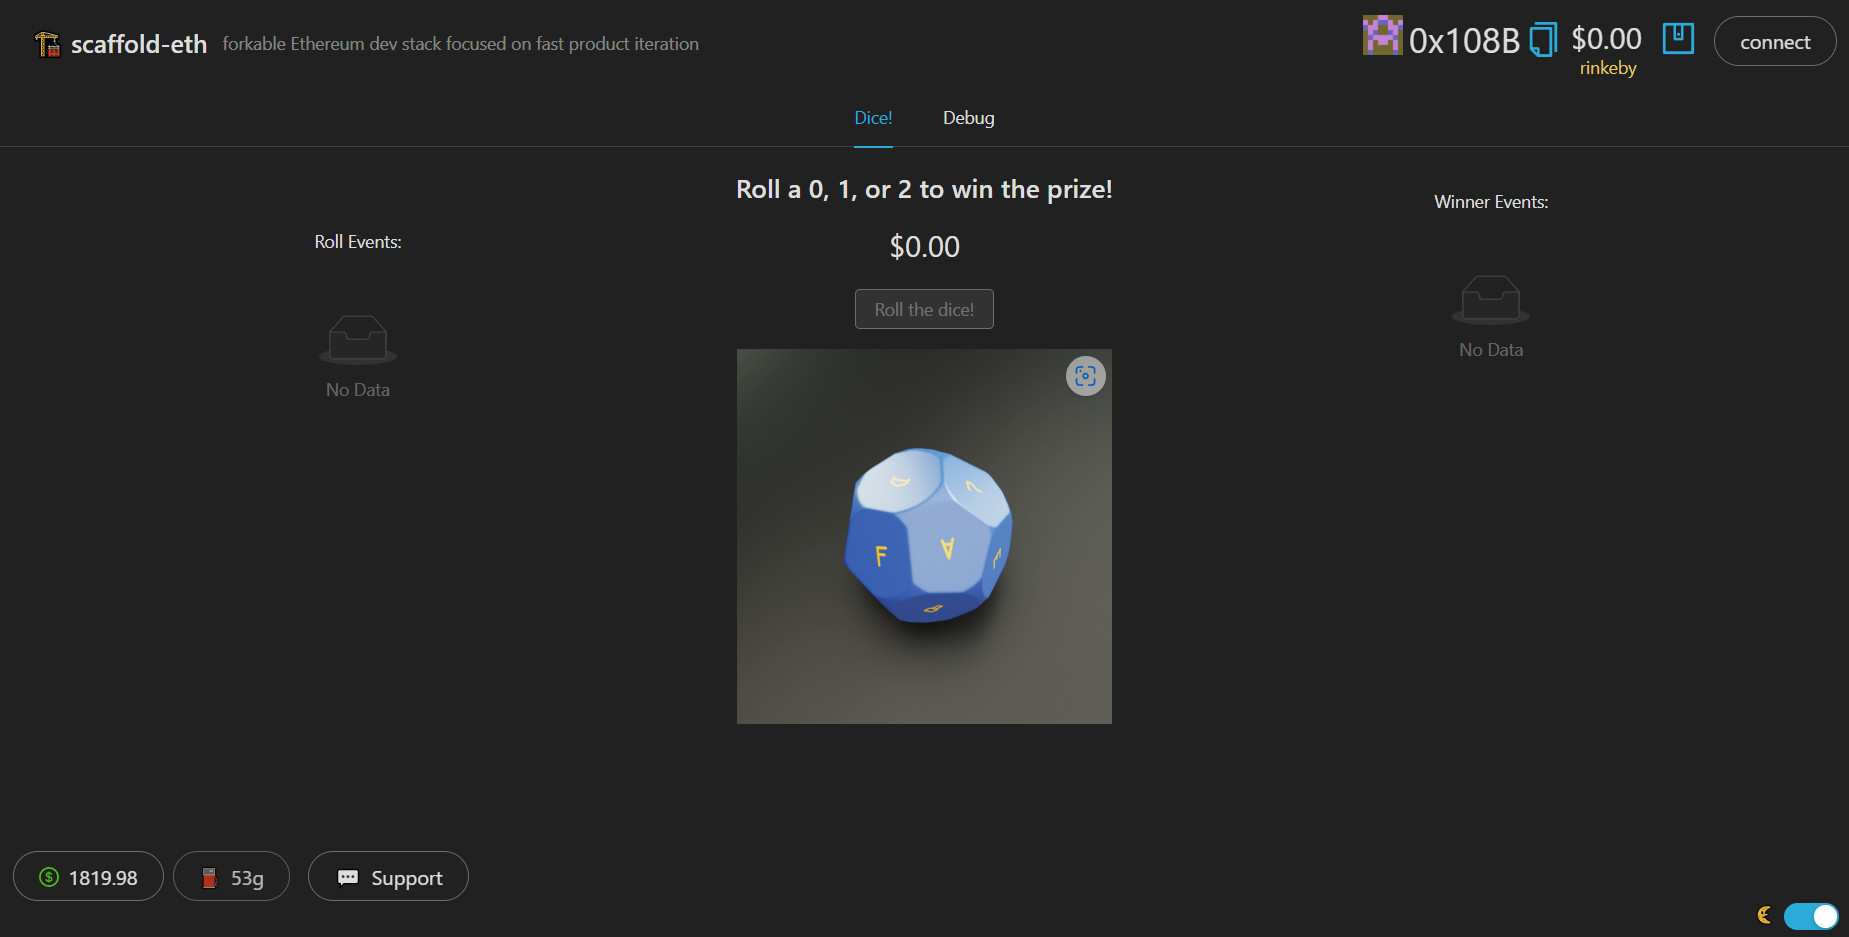 scaffold-eth forkable Ethereum dev stack focused on fast product iteration
0x108B $0.00 connect
rinkeby
Dice! Debug
Roll a 0, 1, or 2 to win the prize!
Winner Events:
Roll Events:
$0.00
Roll the dice!
No Data
No Data
F A
1819.98 53g Support